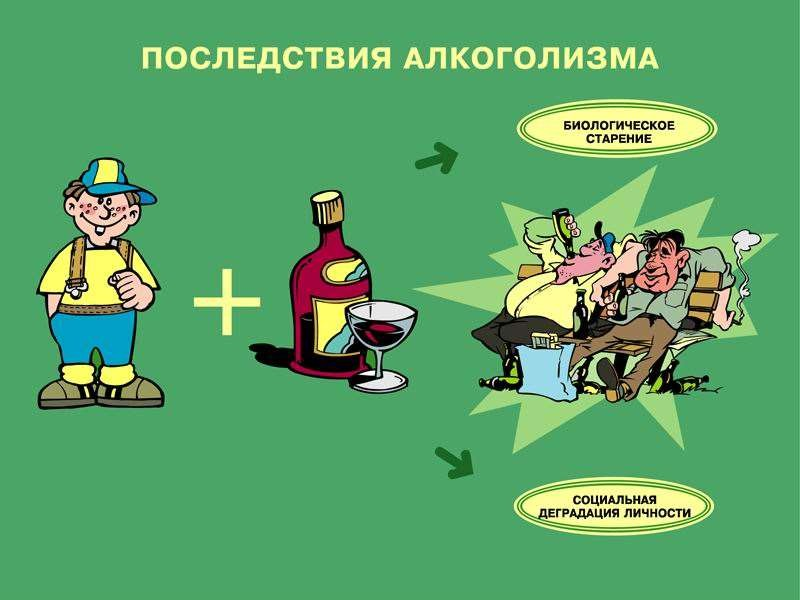 ПОСЛЕДСТВИЯ АЛКОГОЛИЗМА
БИОЛОГИЧЕСКОЕ
СТАРЕНИЕ
СОЦИАЛЬНАЯ
ДЕГРАДАЦИЯ ЛИЧНОСТИ